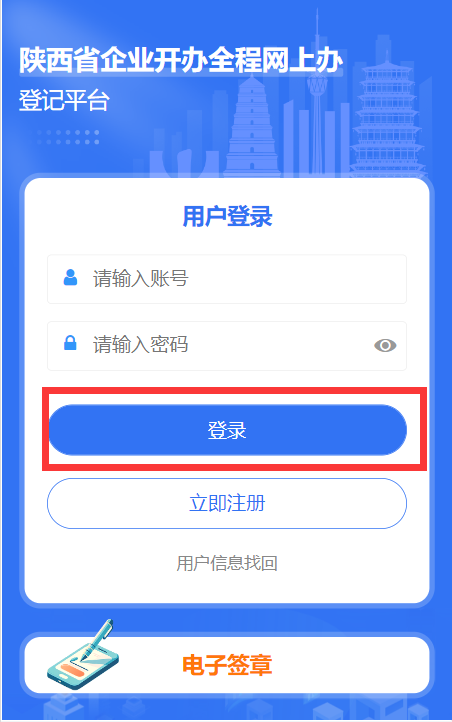 陕西省企业开办全程网上办
登记平台
用户登录
请输入账号
请输入密码
登录
立即注册
用户信息找回
电子签章